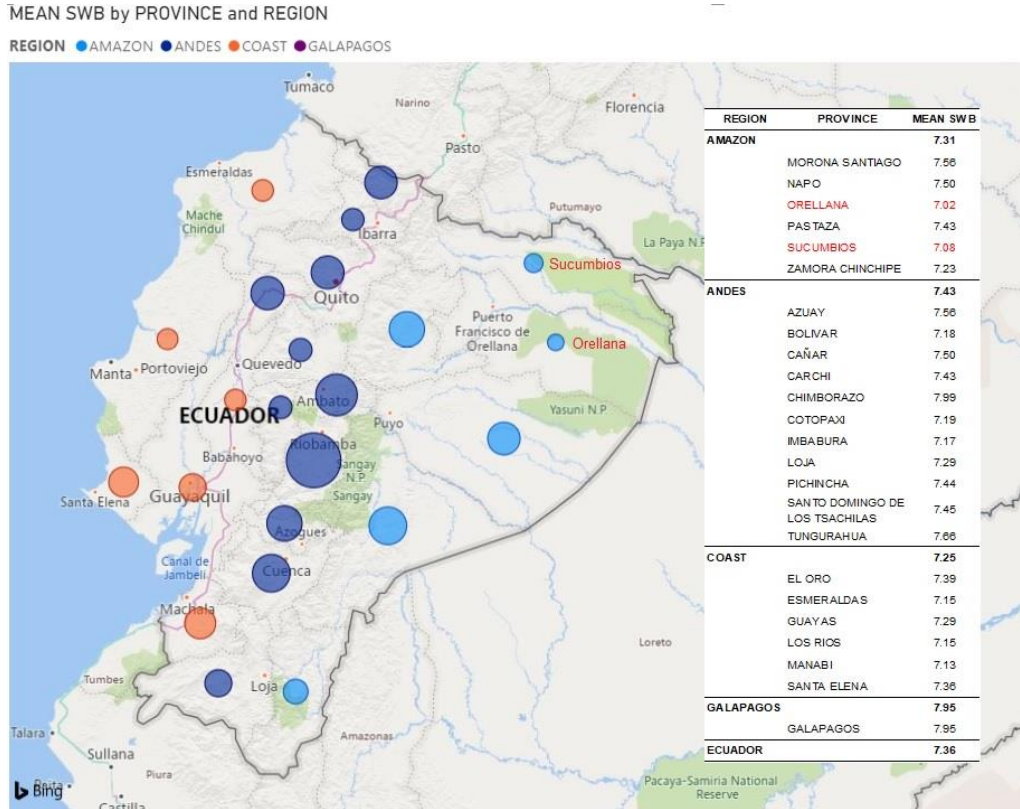 MEAN SWB by PROVINCE and REGION
REGION AMAZON ANDES COAST GALAPAGOS
Tumaco
Narino
Florencia
Pasto
Esmeraldas
Mache
Chindul
Ibarra
Putumayo
La Paya N.P
Sucumbios
Quito
Puerto
Francisco de
Orellana
Orellana
Manta
Portoviejo
Quevedo
ECUADOR
Ambato
Puyo
Yasuni N.P
Riobamba
Babahoyo
Sangay
N.P.
Sangay
Santa Elena
Guayaquil
Azogues
Canal de
Jambelí
Cuenca
Machala
Loreto
Tumbes
Loja
Talara
Amazonas
Sullana
Piura
Paita
Bing
Castilla
Pacaya-Samiria National
Reserve
REGION PROVINCE MEAN SWB
AMAZON 7.31
MORONA SANTIAGO 7.56
NAPO 7.50
ORELLANA 7.02
PASTAZA 7.43
SUCUMBIOS 7.08
ZAMORA CHINCHIPE 7.23
ANDES 7.43
AZUAY 7.56
BOLIVAR 7.18
CAÑAR 7.50
CARCHI 7.43
CHIMBORAZO 7.99
COTOPAXI 7.19
IMBABURA 7.17
LOJA 7.29
PICHINCHA 7.44
SANTO DOMINGO DE
LOS TSACHILAS 7.45
TUNGURAHUA 7.66
COAST 7.25
EL ORO 7.39
ESMERALDAS 7.15
GUAYAS 7.29
LOS RIOS 7.15
MANABI 7.13
SANTA ELENA 7.36
GALAPAGOS 7.95
GALAPAGOS 7.95
ECUADOR 7.36